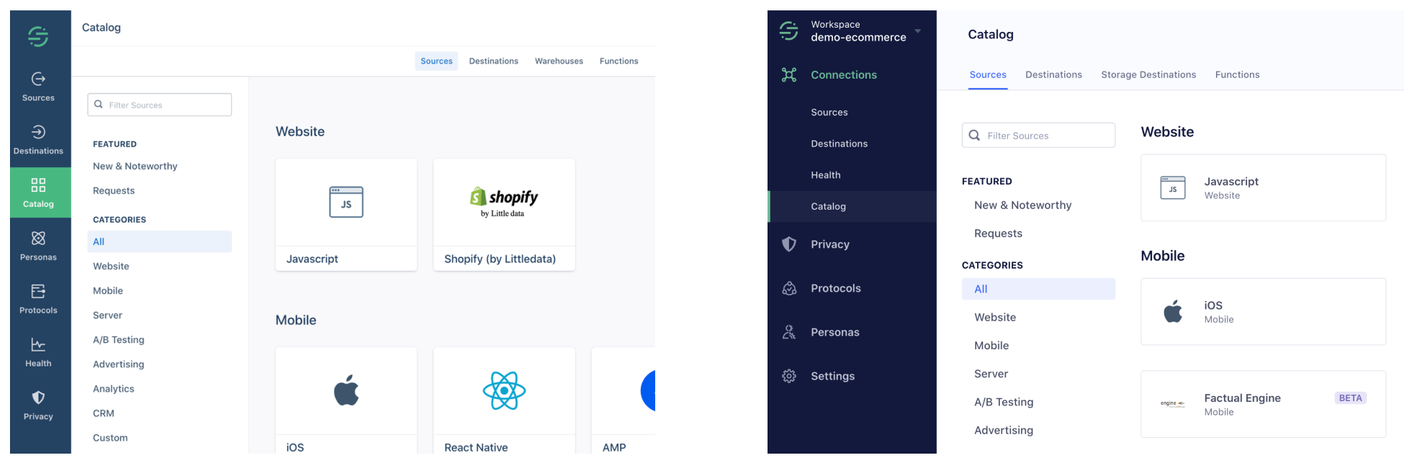 Catalog
Sources
Destinations
Warehouses
Functions
Sources
Destinations
Catalog
Personas
Protocols
Health
Privacy
Filter Sources
FEATURED
New & Noteworthy
Requests
CATEGORIES
All
Website
Mobile
Server
A/B Testing
Advertising
Analytics
CRM
Custom
Website
JS
Javascript
shopify
by Little data
Shopify (by Littledata)
Mobile
iOS
React Native
AMP
Workspace
demo-ecommerce
Connections
Sources
Destinations
Health
Catalog
Privacy
Protocols
Personas
Settings
Catalog
Sources
Destinations
Storage Destinations
Functions
Filter Sources
FEATURED
New & Noteworthy
Requests
CATEGORIES
All
Website
Mobile
Server
A/B Testing
Advertising
Website
JS
Javascript
Website
Mobile
iOS
Mobile
engine
Factual Engine
BETA
Mobile